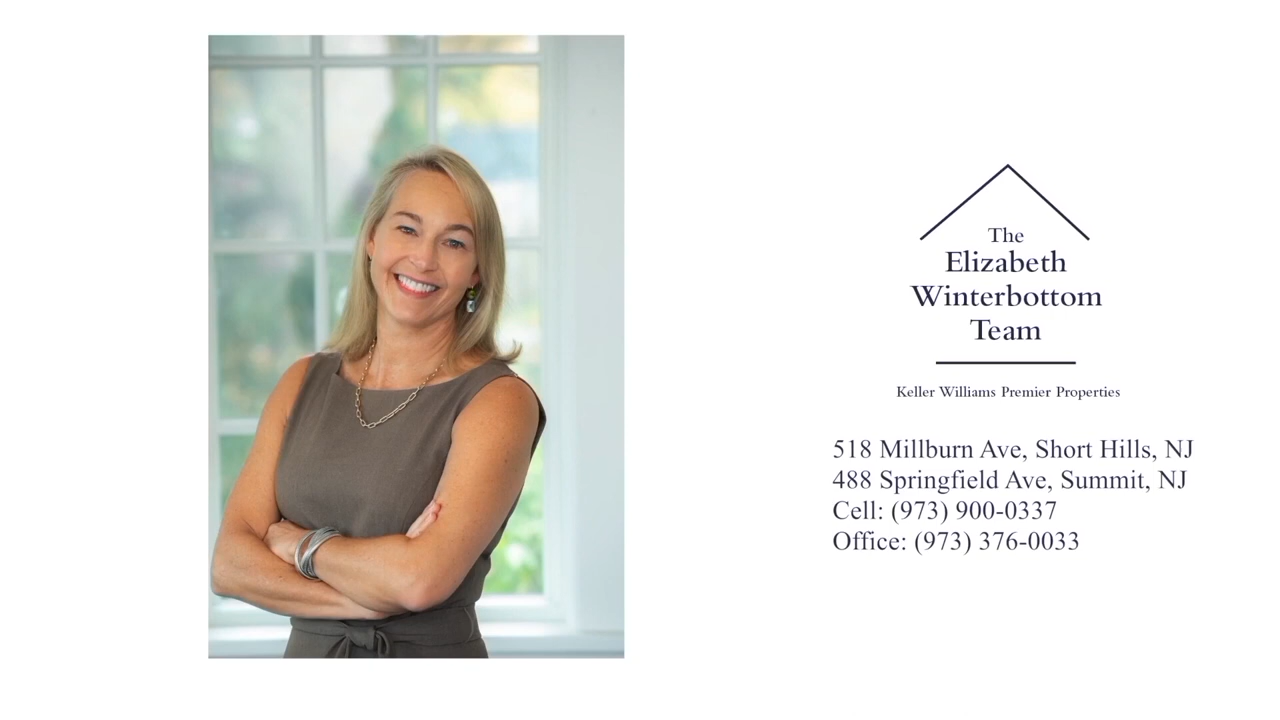 The
Elizabeth
Winterbottom
Team
Keller Williams Premier Properties
518 Millburn Ave, Short Hills, NJ
488 Springfield Ave, Summit, NJ
Cell: (973) 900-0337
Office: (973) 376-0033